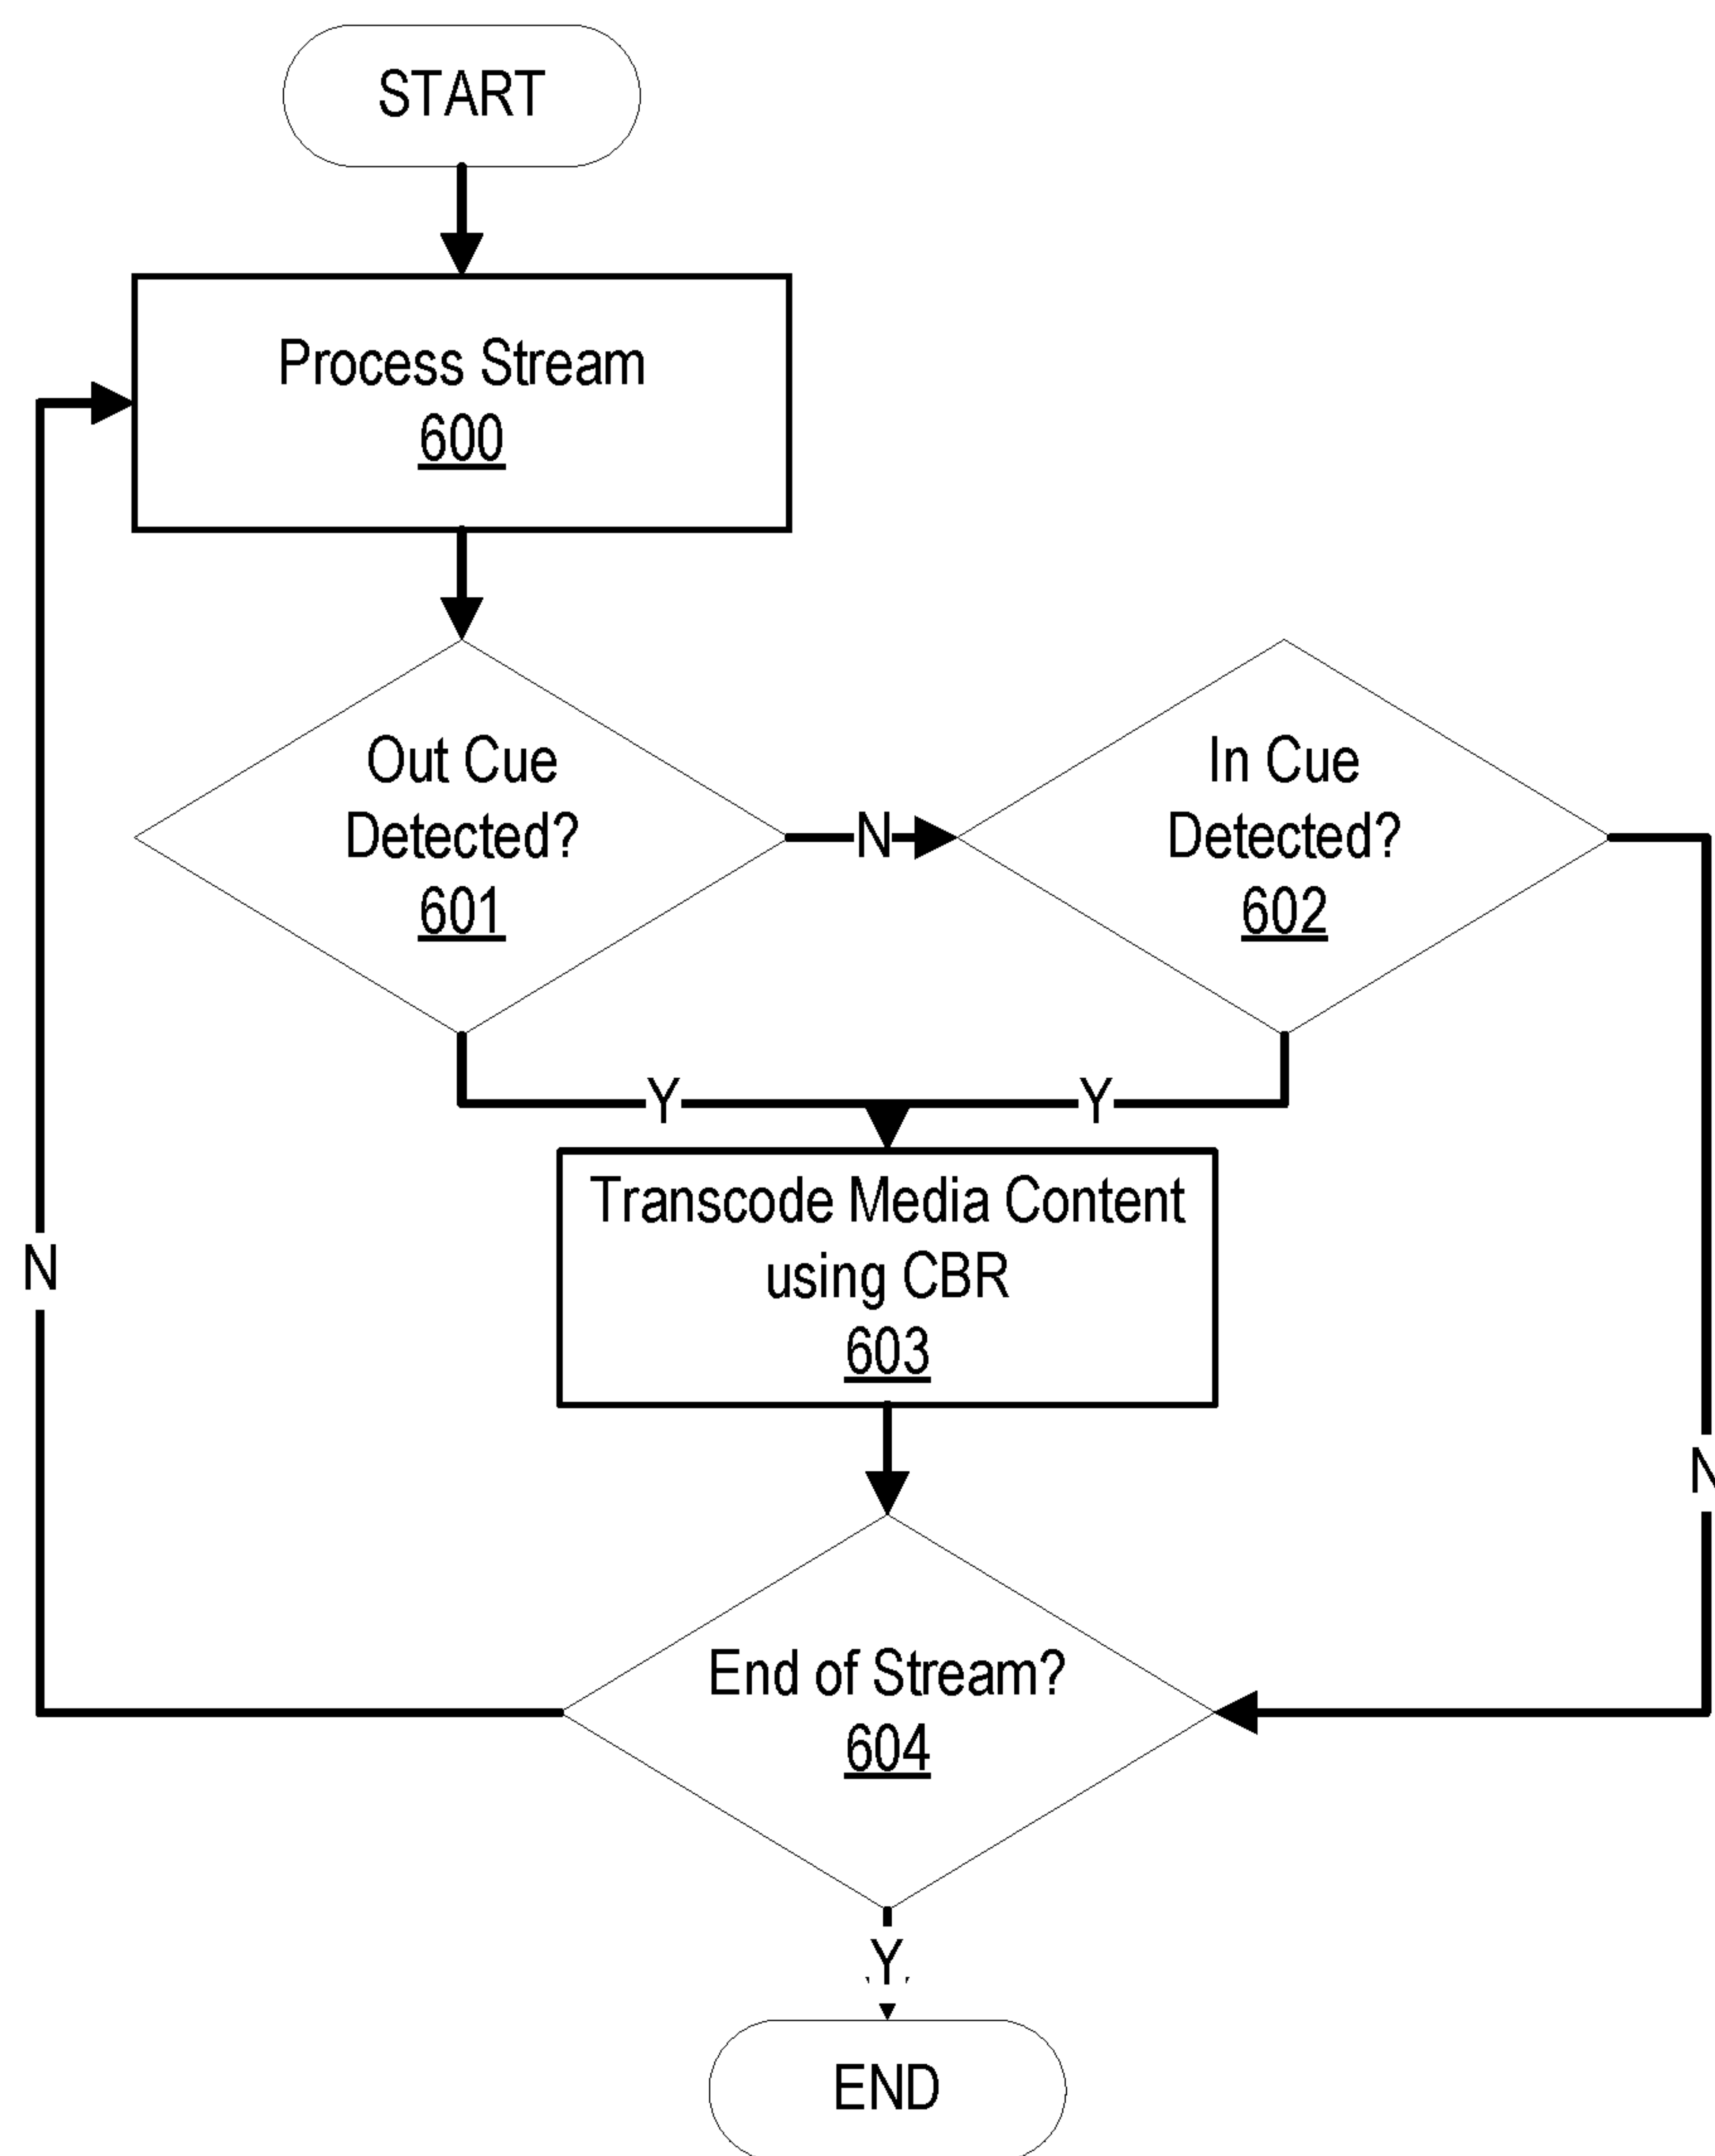 START
Process Stream
600
Out Cue
Detected?
601
N
In Cue
Detected?
602
Y
Y
Transcode Media Content
using CBR
603
N
N
End of Stream?
604
Y
END